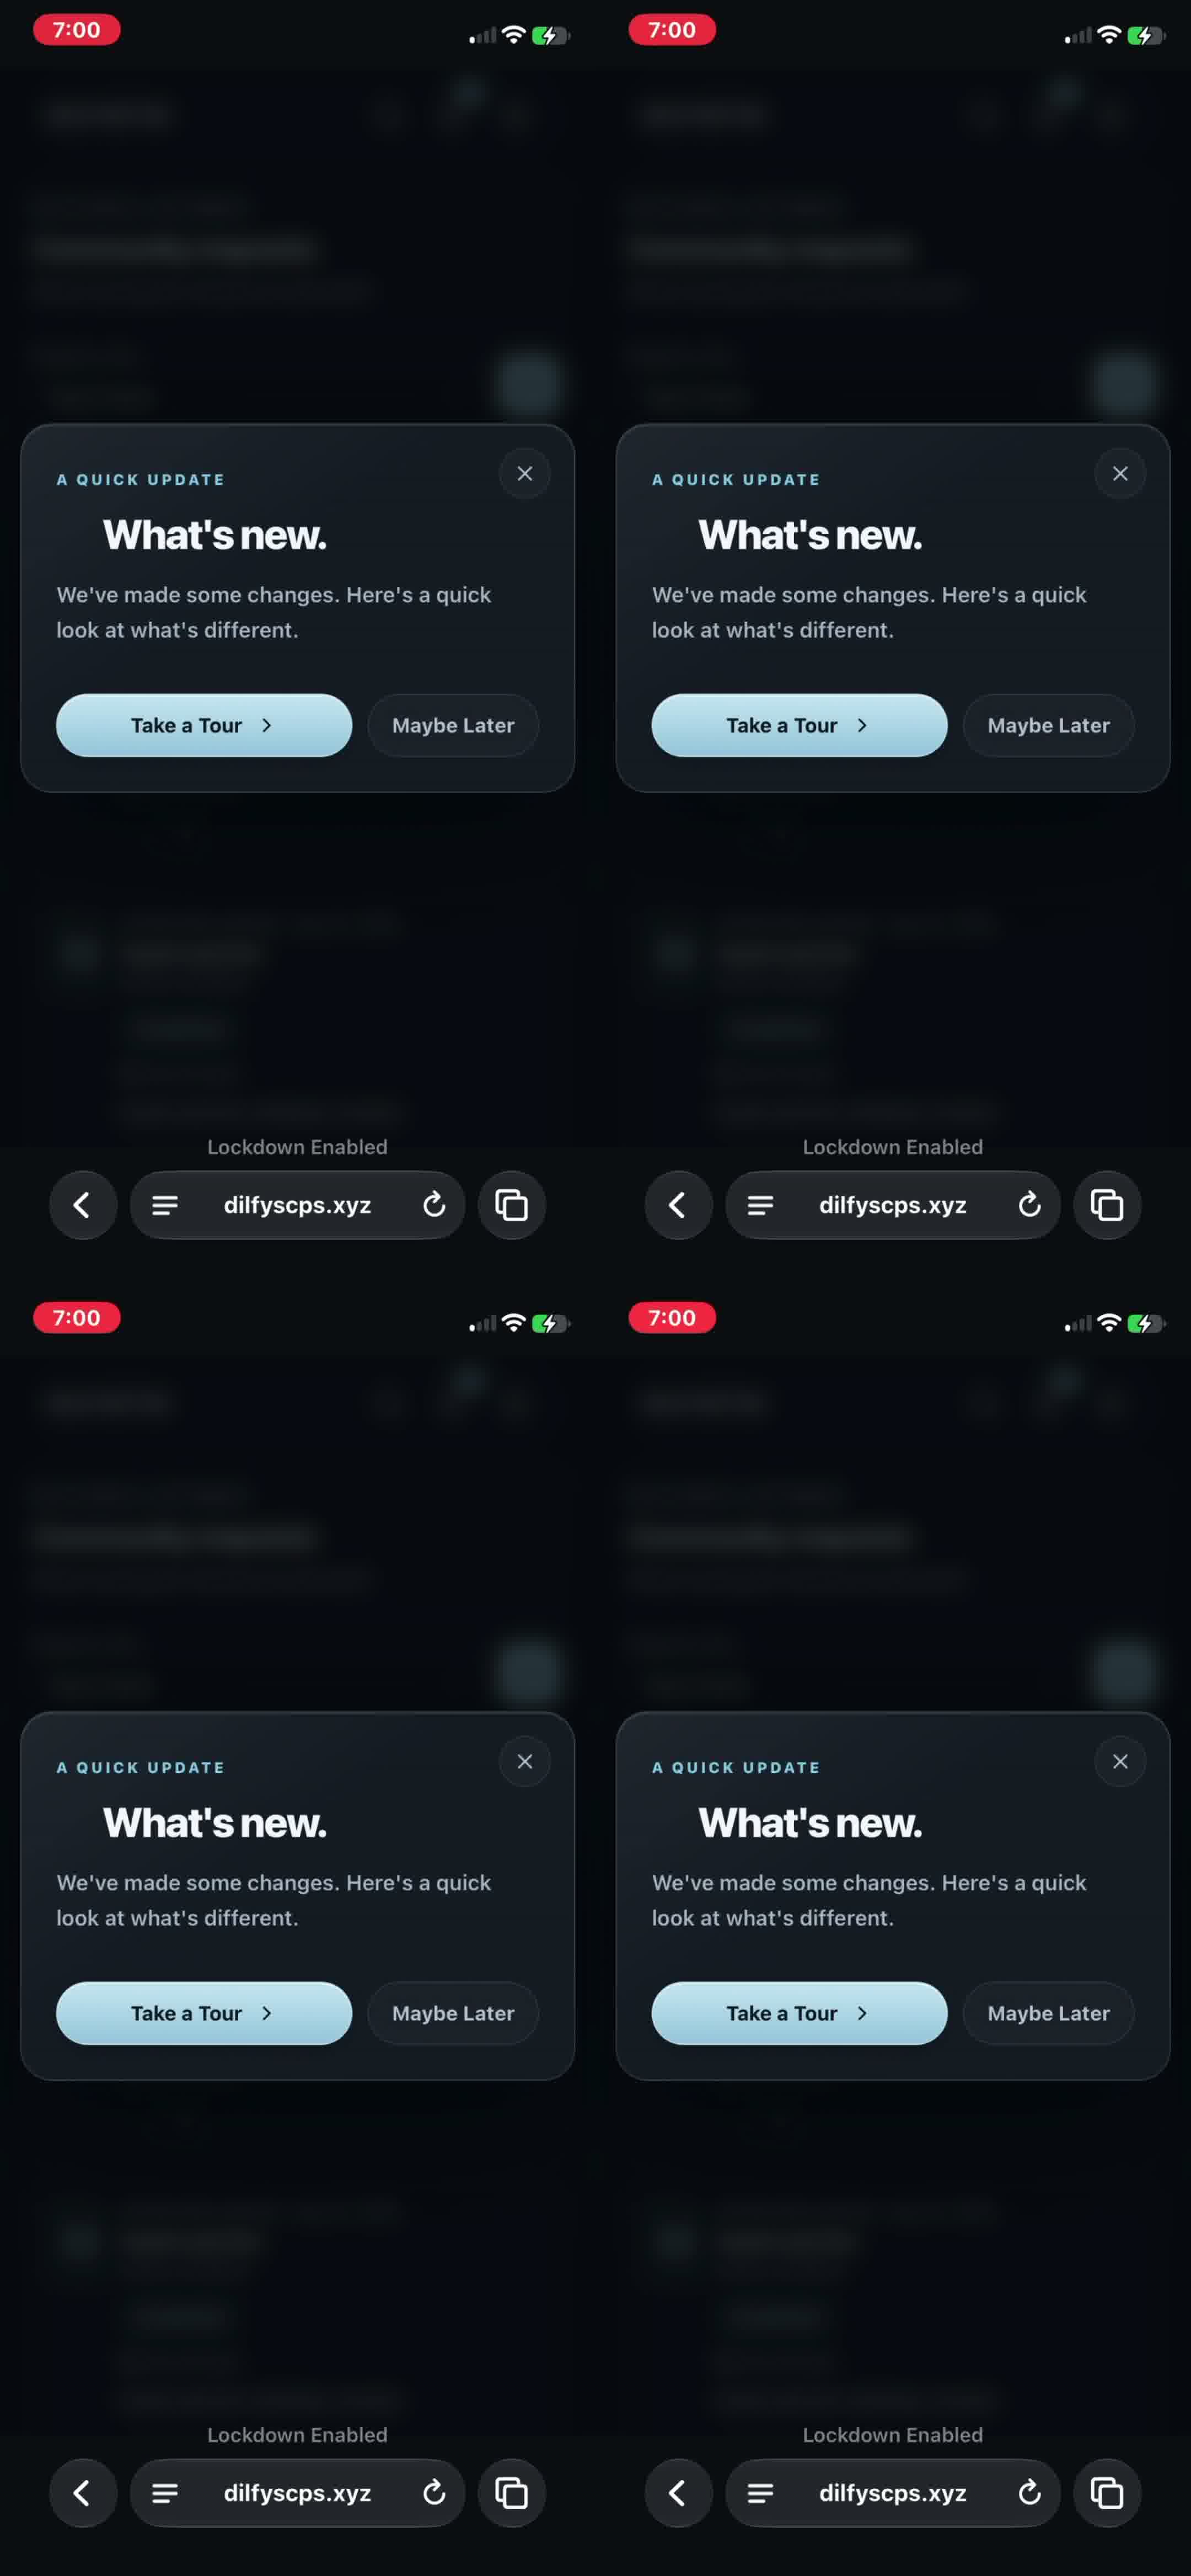 7:00
A QUICK UPDATE
What's new.
We've made some changes. Here's a quick
look at what's different.
Take a Tour
Maybe Later
Lockdown Enabled
dilfyscps.xyz
7:00
A QUICK UPDATE
What's new.
We've made some changes. Here's a quick
look at what's different.
Take a Tour
Maybe Later
Lockdown Enabled
dilfyscps.xyz
7:00
A QUICK UPDATE
What's new.
We've made some changes. Here's a quick
look at what's different.
Take a Tour
Maybe Later
Lockdown Enabled
dilfyscps.xyz
7:00
A QUICK UPDATE
What's new.
We've made some changes. Here's a quick
look at what's different.
Take a Tour
Maybe Later
Lockdown Enabled
dilfyscps.xyz